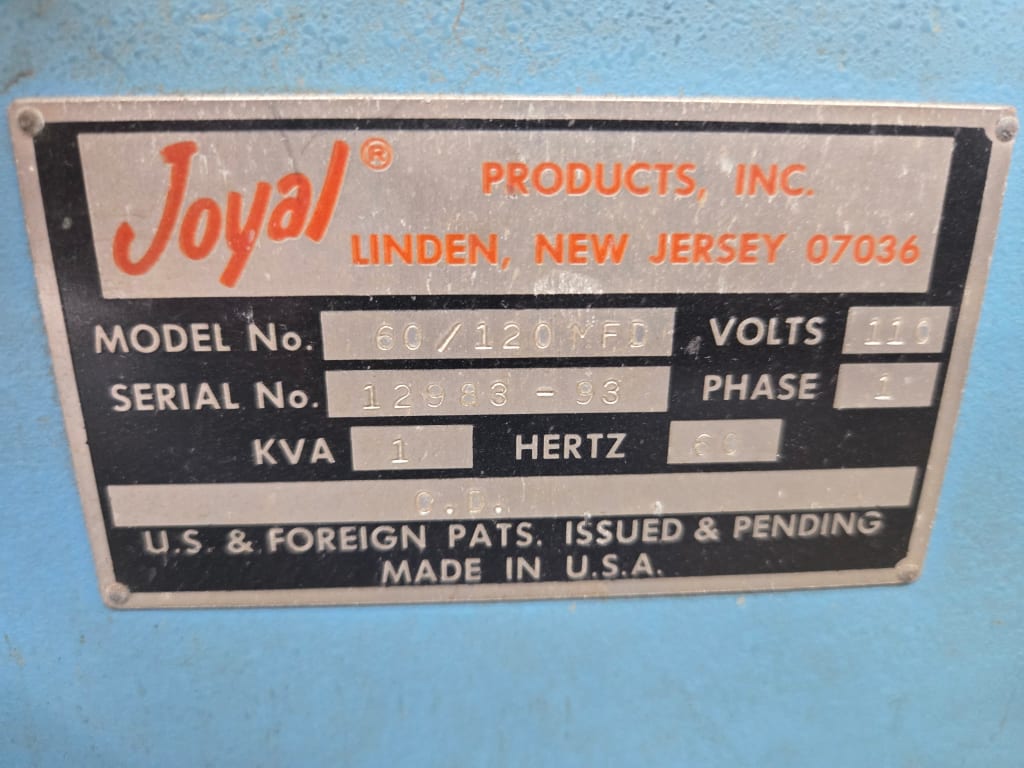 Joyal®
PRODUCTS, INC.
LINDEN, NEW JERSEY 07036
MODEL No. 60/120 MFD VOLTS 110
SERIAL No. 12983-93 PHASE 1
KVA 1 HERTZ 60
C.D.
U.S. & FOREIGN PATS. ISSUED & PENDING
MADE IN U.S.A.